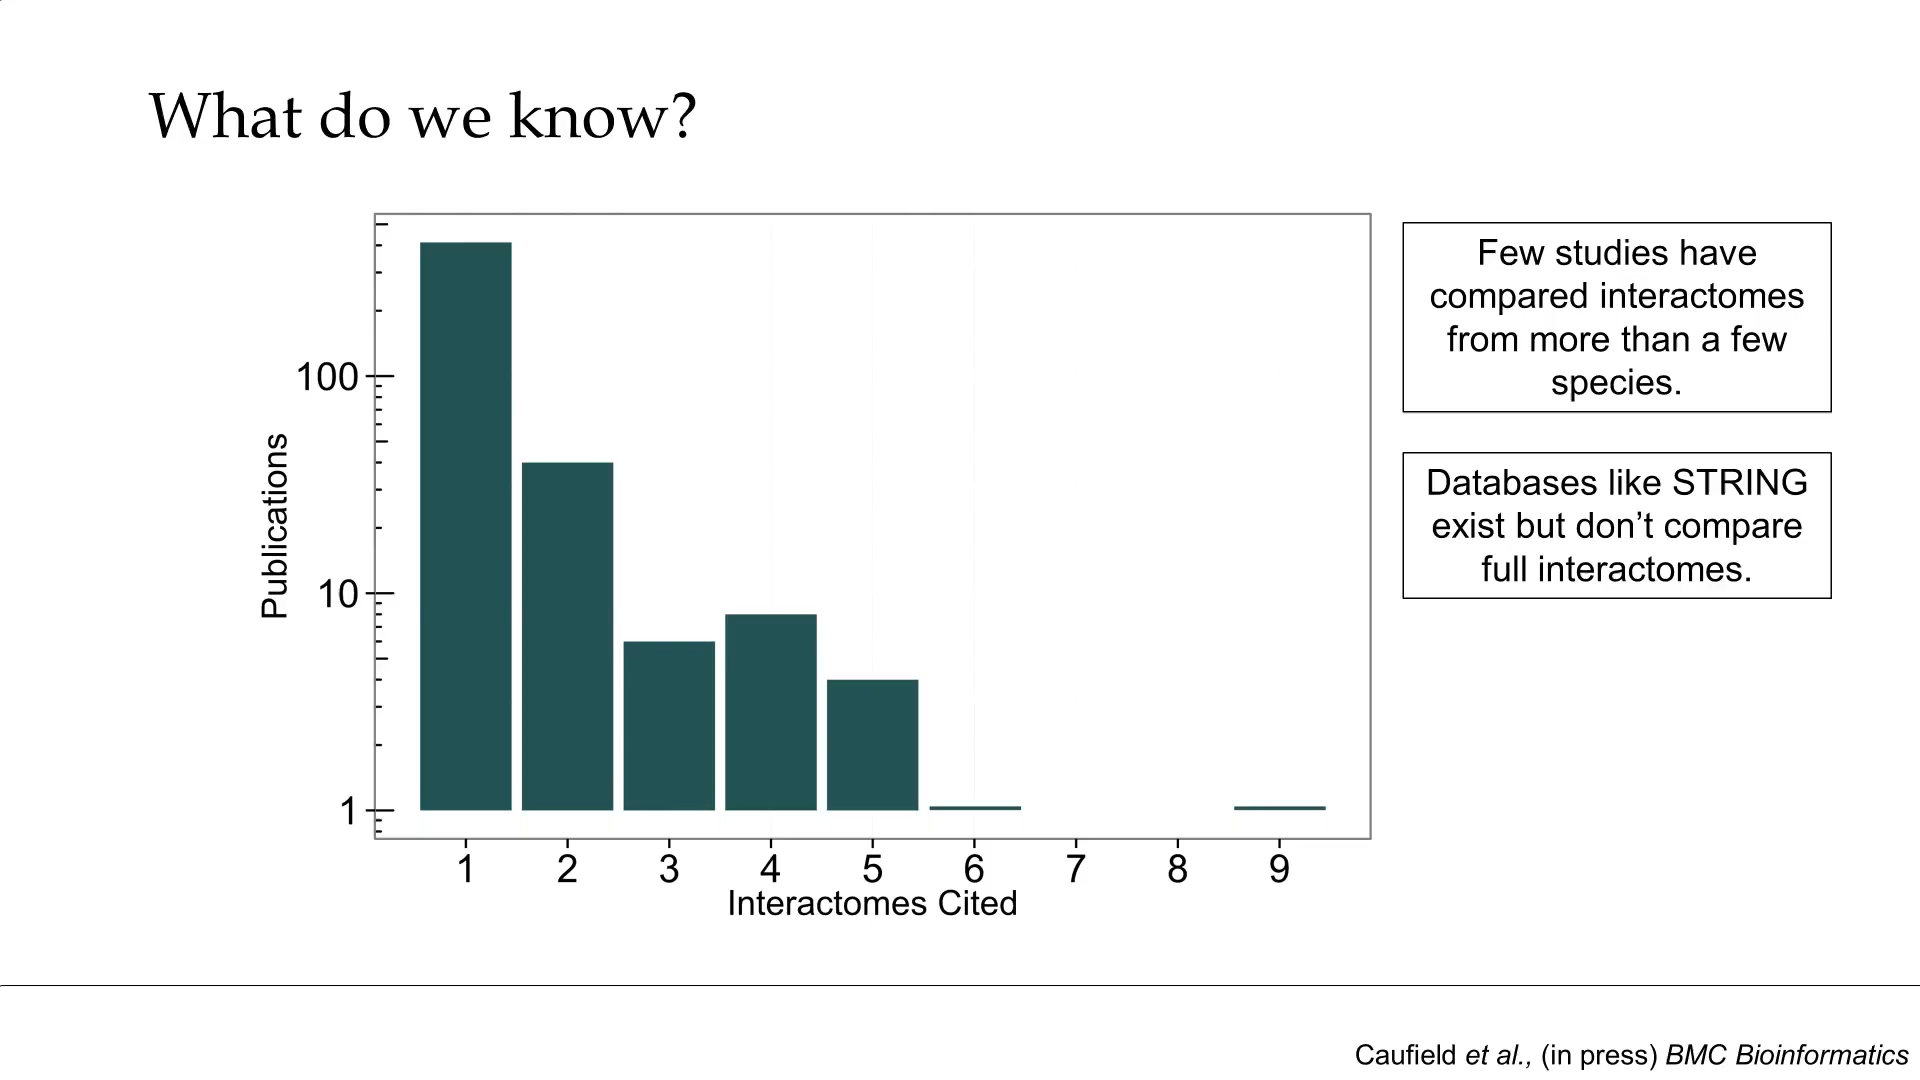 What do we know?
Publications
100
10
1
1 2 3 4 5 6 7 8 9
Interactomes Cited
Few studies have
compared interactomes
from more than a few
species.
Databases like STRING
exist but don’t compare
full interactomes.
Caufield et al., (in press) BMC Bioinformatics